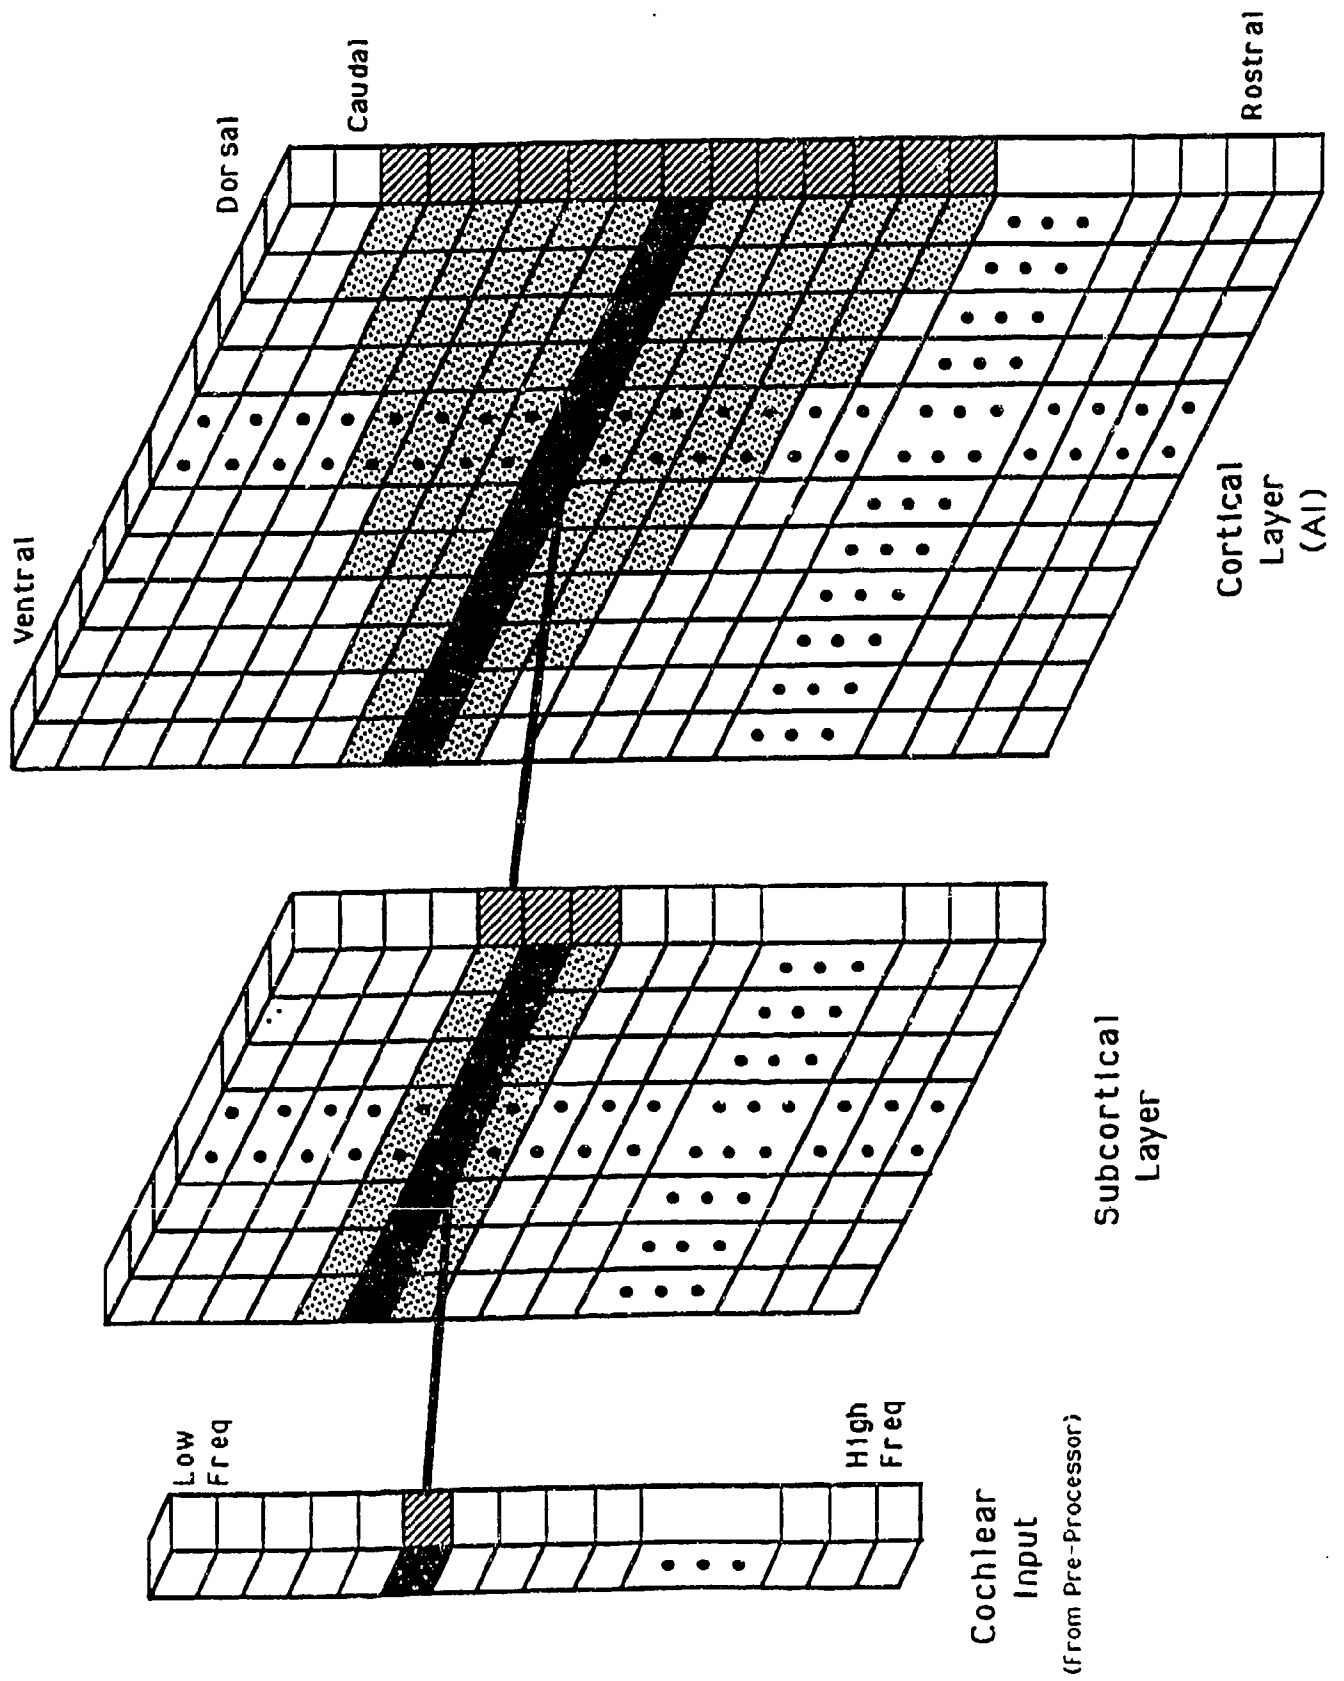 Ventral
Dorsal
Caudal
Rostral
Cortical
Layer
(AI)
Subcortical
Layer
Low
Freq
High
Freq
Cochlear
Input
(From Pre-Processor)